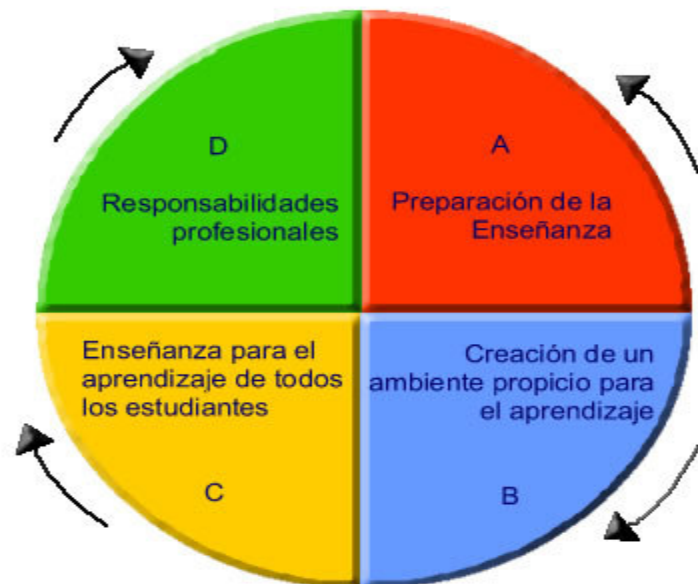 D
Responsabilidades
profesionales
A
Preparación de la
Enseñanza
Enseñanza para el
aprendizaje de todos
los estudiantes
C
Creación de un
ambiente propicio para
el aprendizaje
B